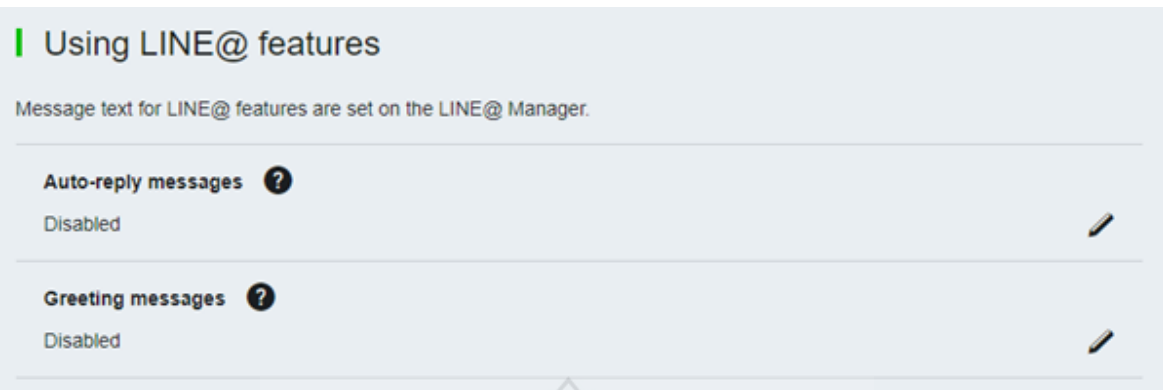 Using LINE@ features
Message text for LINE@ features are set on the LINE@ Manager.
Auto-reply messages ?
Disabled
Greeting messages ?
Disabled